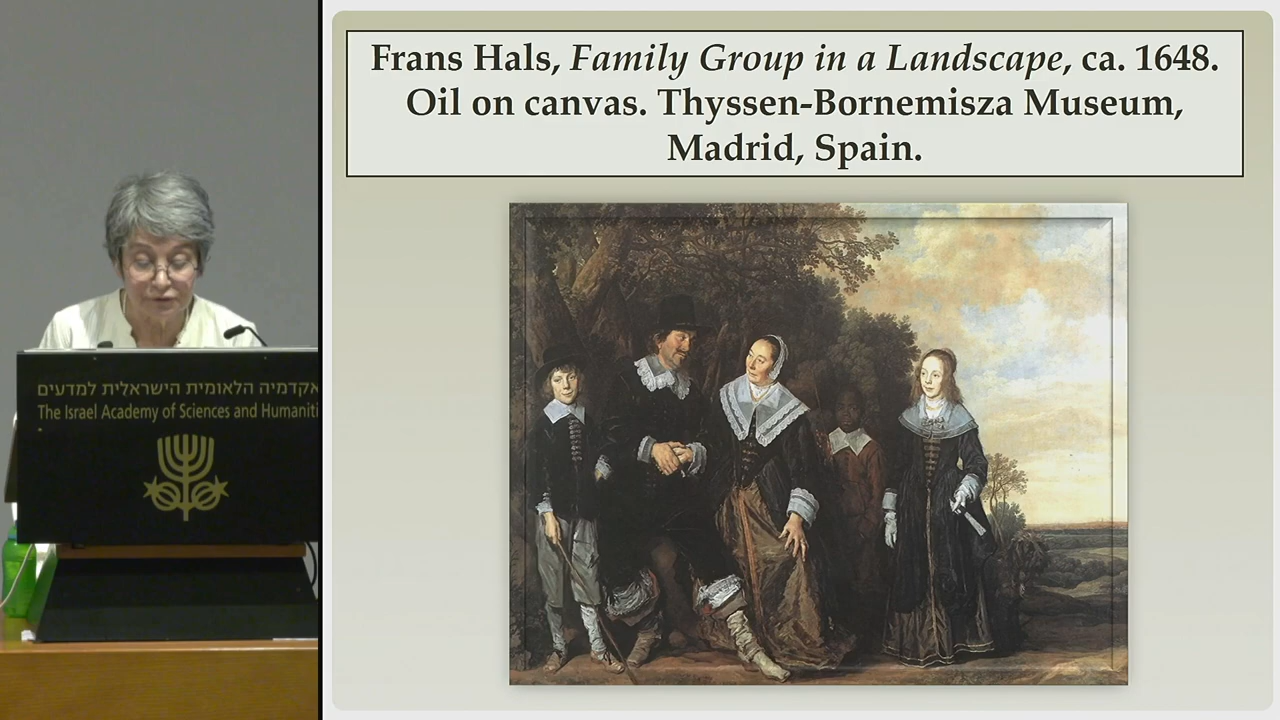 Frans Hals, Family Group in a Landscape, ca. 1648.
Oil on canvas. Thyssen-Bornemisza Museum,
Madrid, Spain.
אקדמיה הלאומית הישראלית למדעים
The Israel Academy of Sciences and Humaniti